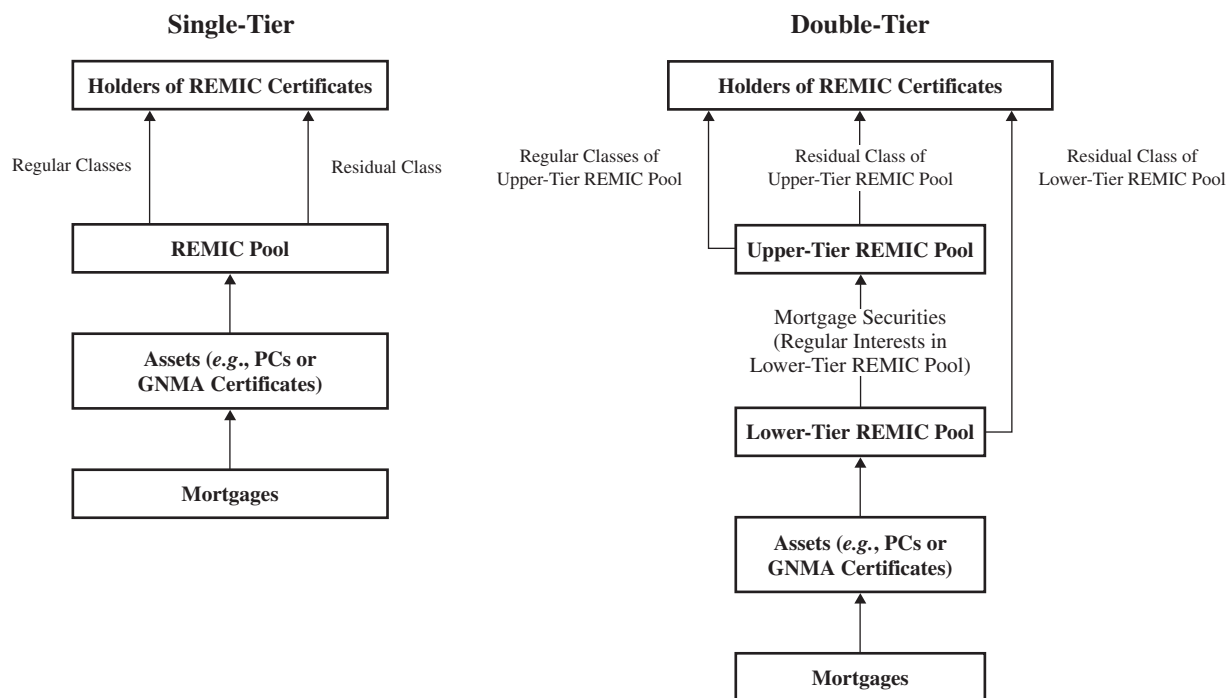 Single-Tier
Holders of REMIC Certificates
Regular Classes
Residual Class
REMIC Pool
Assets (e.g., PCs or
GNMA Certificates)
Mortgages
Double-Tier
Holders of REMIC Certificates
Regular Classes of
Upper-Tier REMIC Pool
Residual Class of
Upper-Tier REMIC Pool
Residual Class of
Lower-Tier REMIC Pool
Upper-Tier REMIC Pool
Mortgage Securities
(Regular Interests in
Lower-Tier REMIC Pool)
Lower-Tier REMIC Pool
Assets (e.g., PCs or
GNMA Certificates)
Mortgages